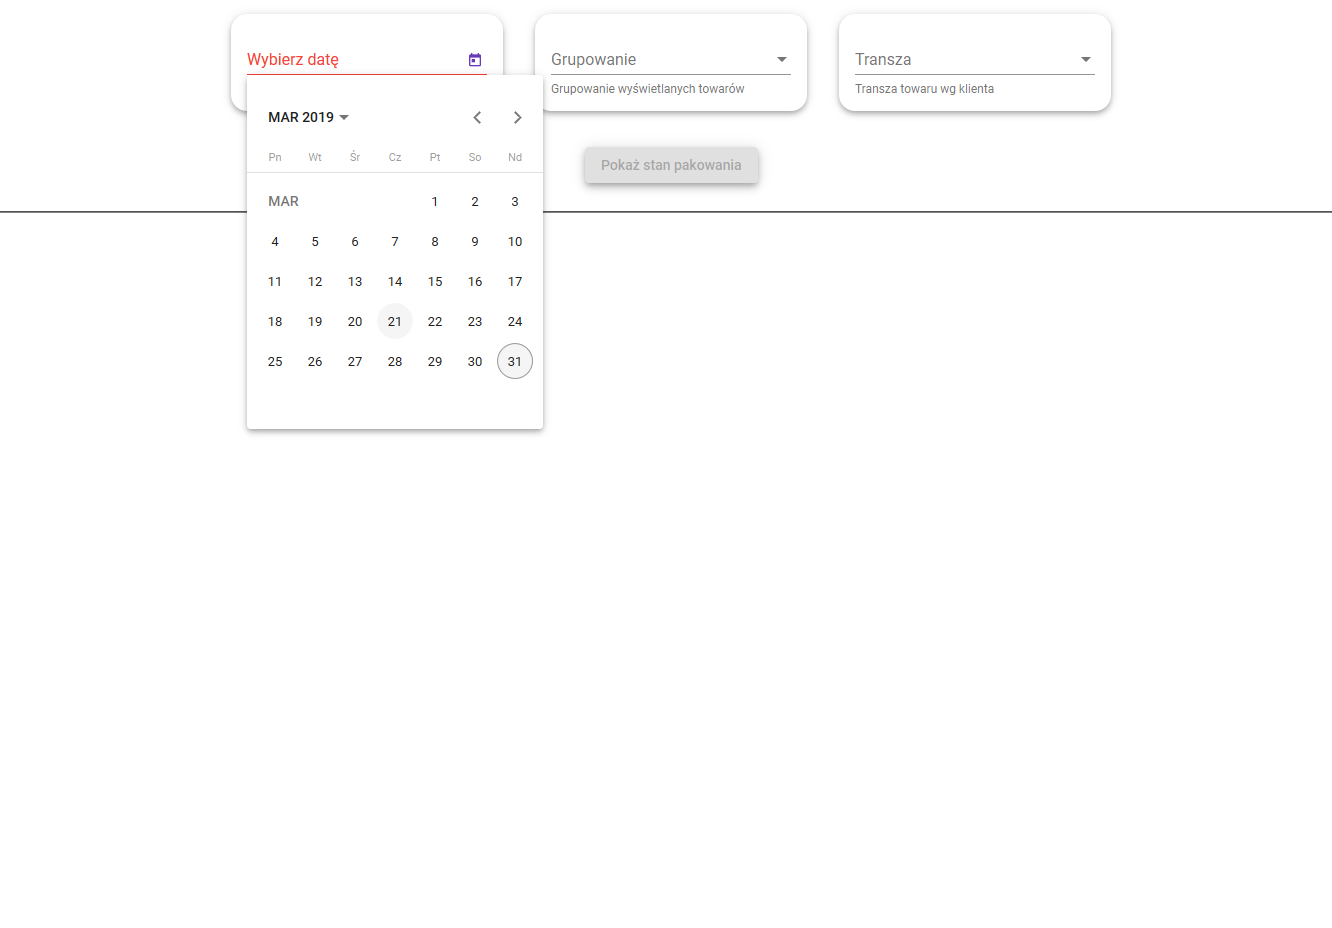 Wybierz datę
Grupowanie
Grupowanie wyświetlanych towarów
Transza
Transza towaru wg klienta
Pokaż stan pakowania
MAR 2019
Pn Wt Śr Cz Pt So Nd
MAR 1 2 3
4 5 6 7 8 9 10
11 12 13 14 15 16 17
18 19 20 21 22 23 24
25 26 27 28 29 30 31